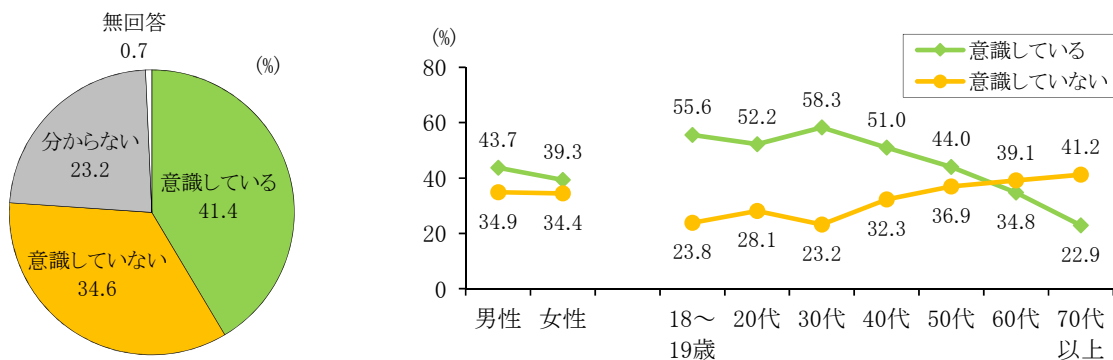 無回答
0.7
(%)
分からない
23.2
意識している
41.4
意識していない
34.6
(%)
意識している
意識していない
80
60
40
20
0
43.7
39.3
55.6
52.2
58.3
51.0
44.0
39.1
41.2
34.9
34.4
23.8
28.1
23.2
32.3
36.9
34.8
22.9
男性
女性
18～
19歳
20代
30代
40代
50代
60代
70代
以上